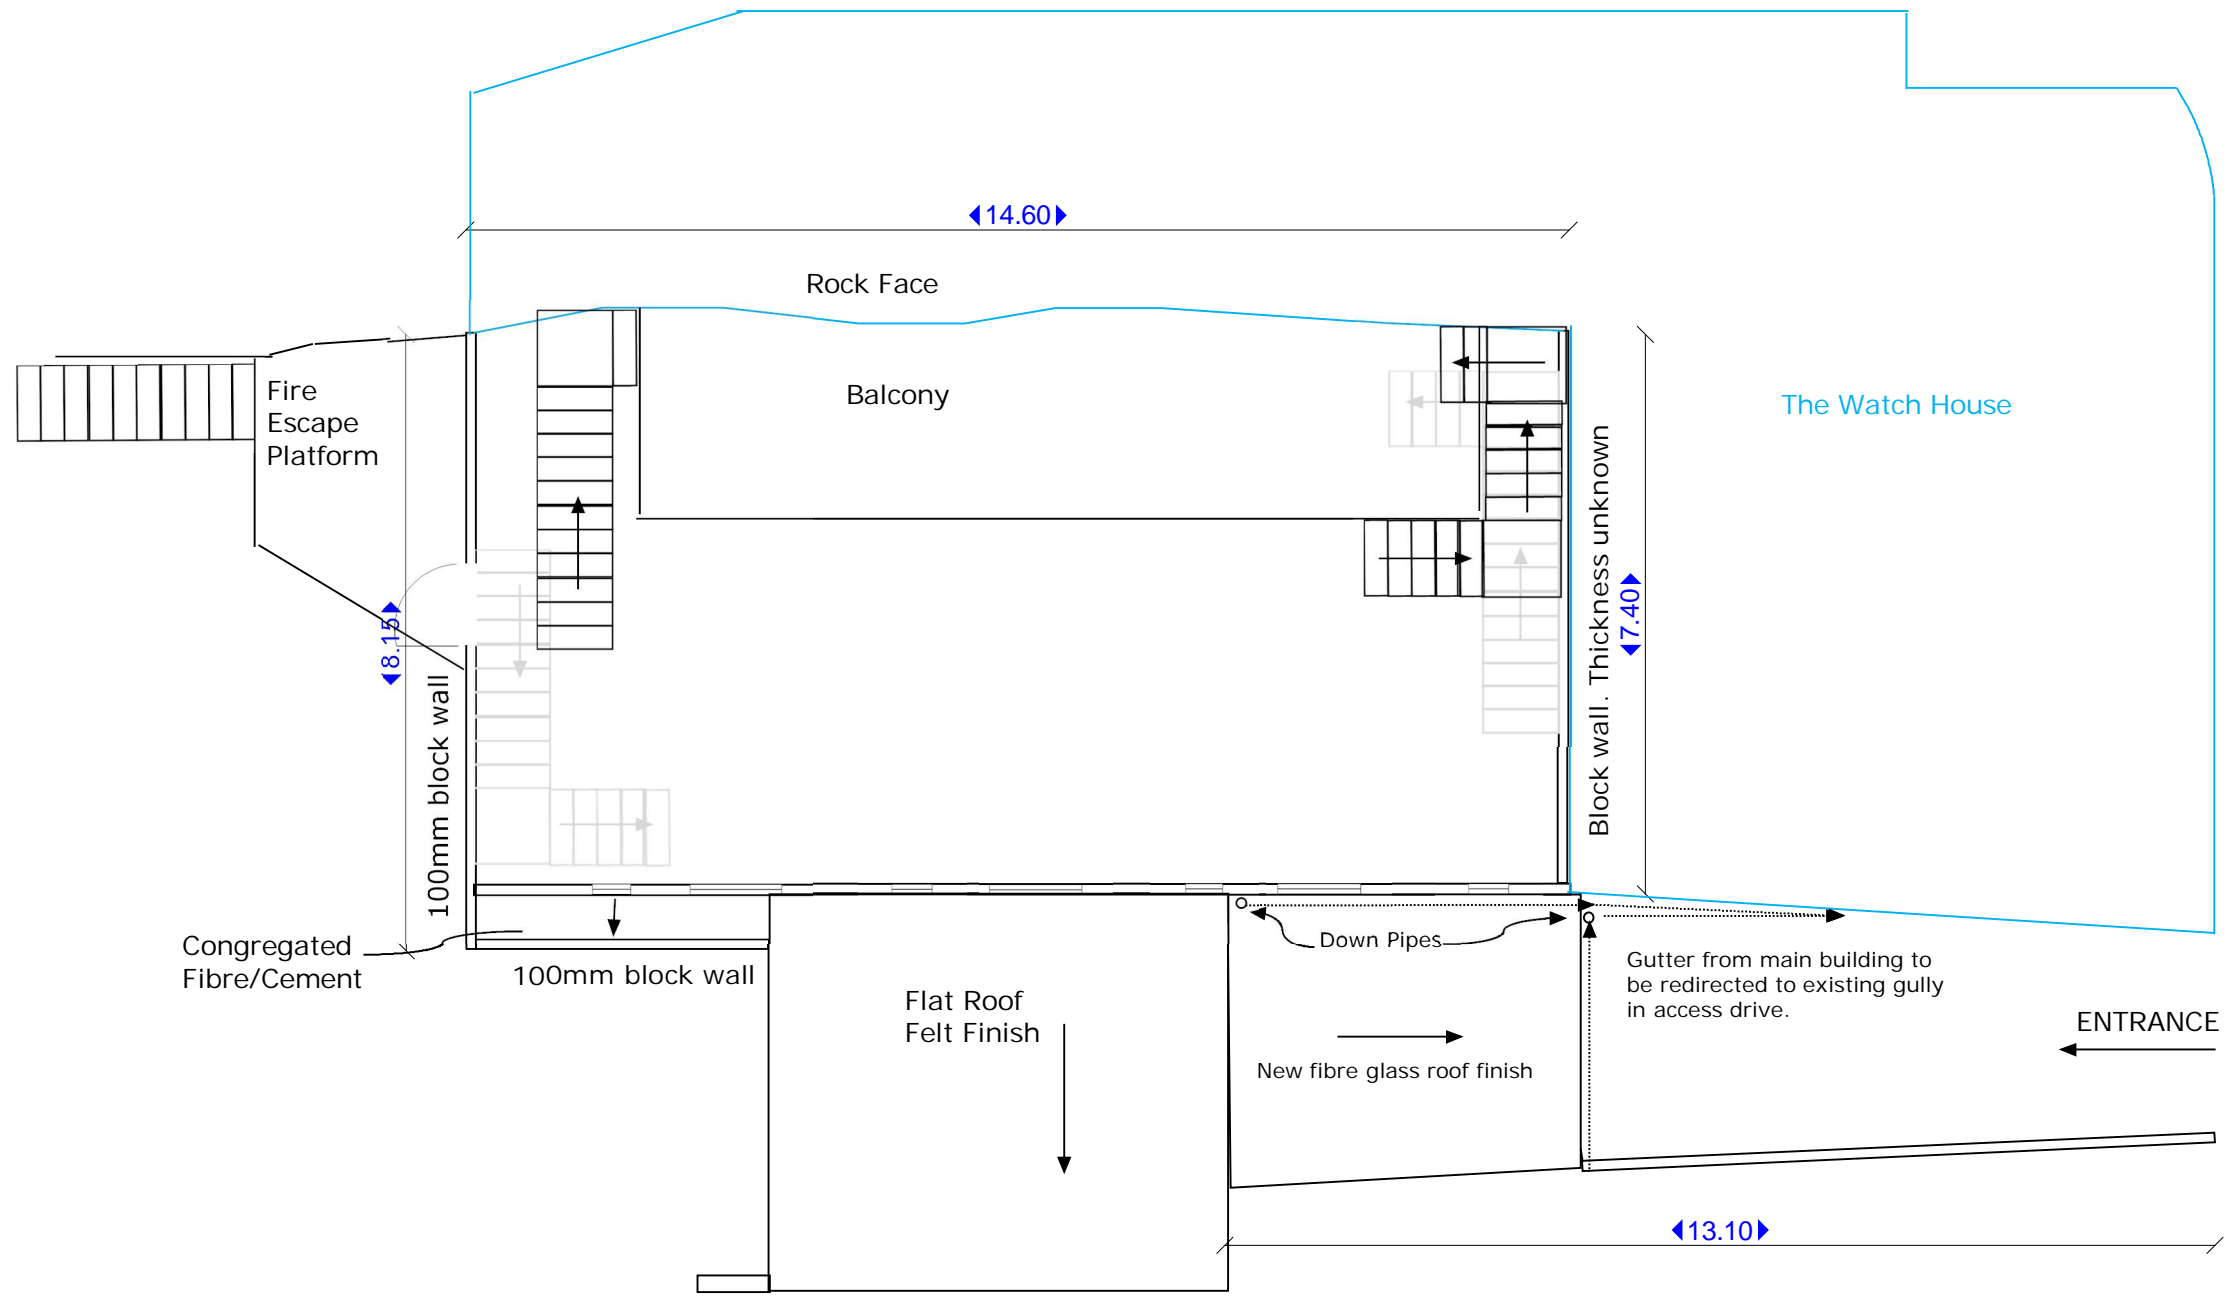 14.60
Rock Face
Fire
Escape
Platform
Balcony
The Watch House
Block wall. Thickness unknown
7.40
8.15
100mm block wall
Congregated
Fibre/Cement
100mm block wall
Flat Roof
Felt Finish
Down Pipes
New fibre glass roof finish
Gutter from main building to
be redirected to existing gully
in access drive.
ENTRANCE
13.10